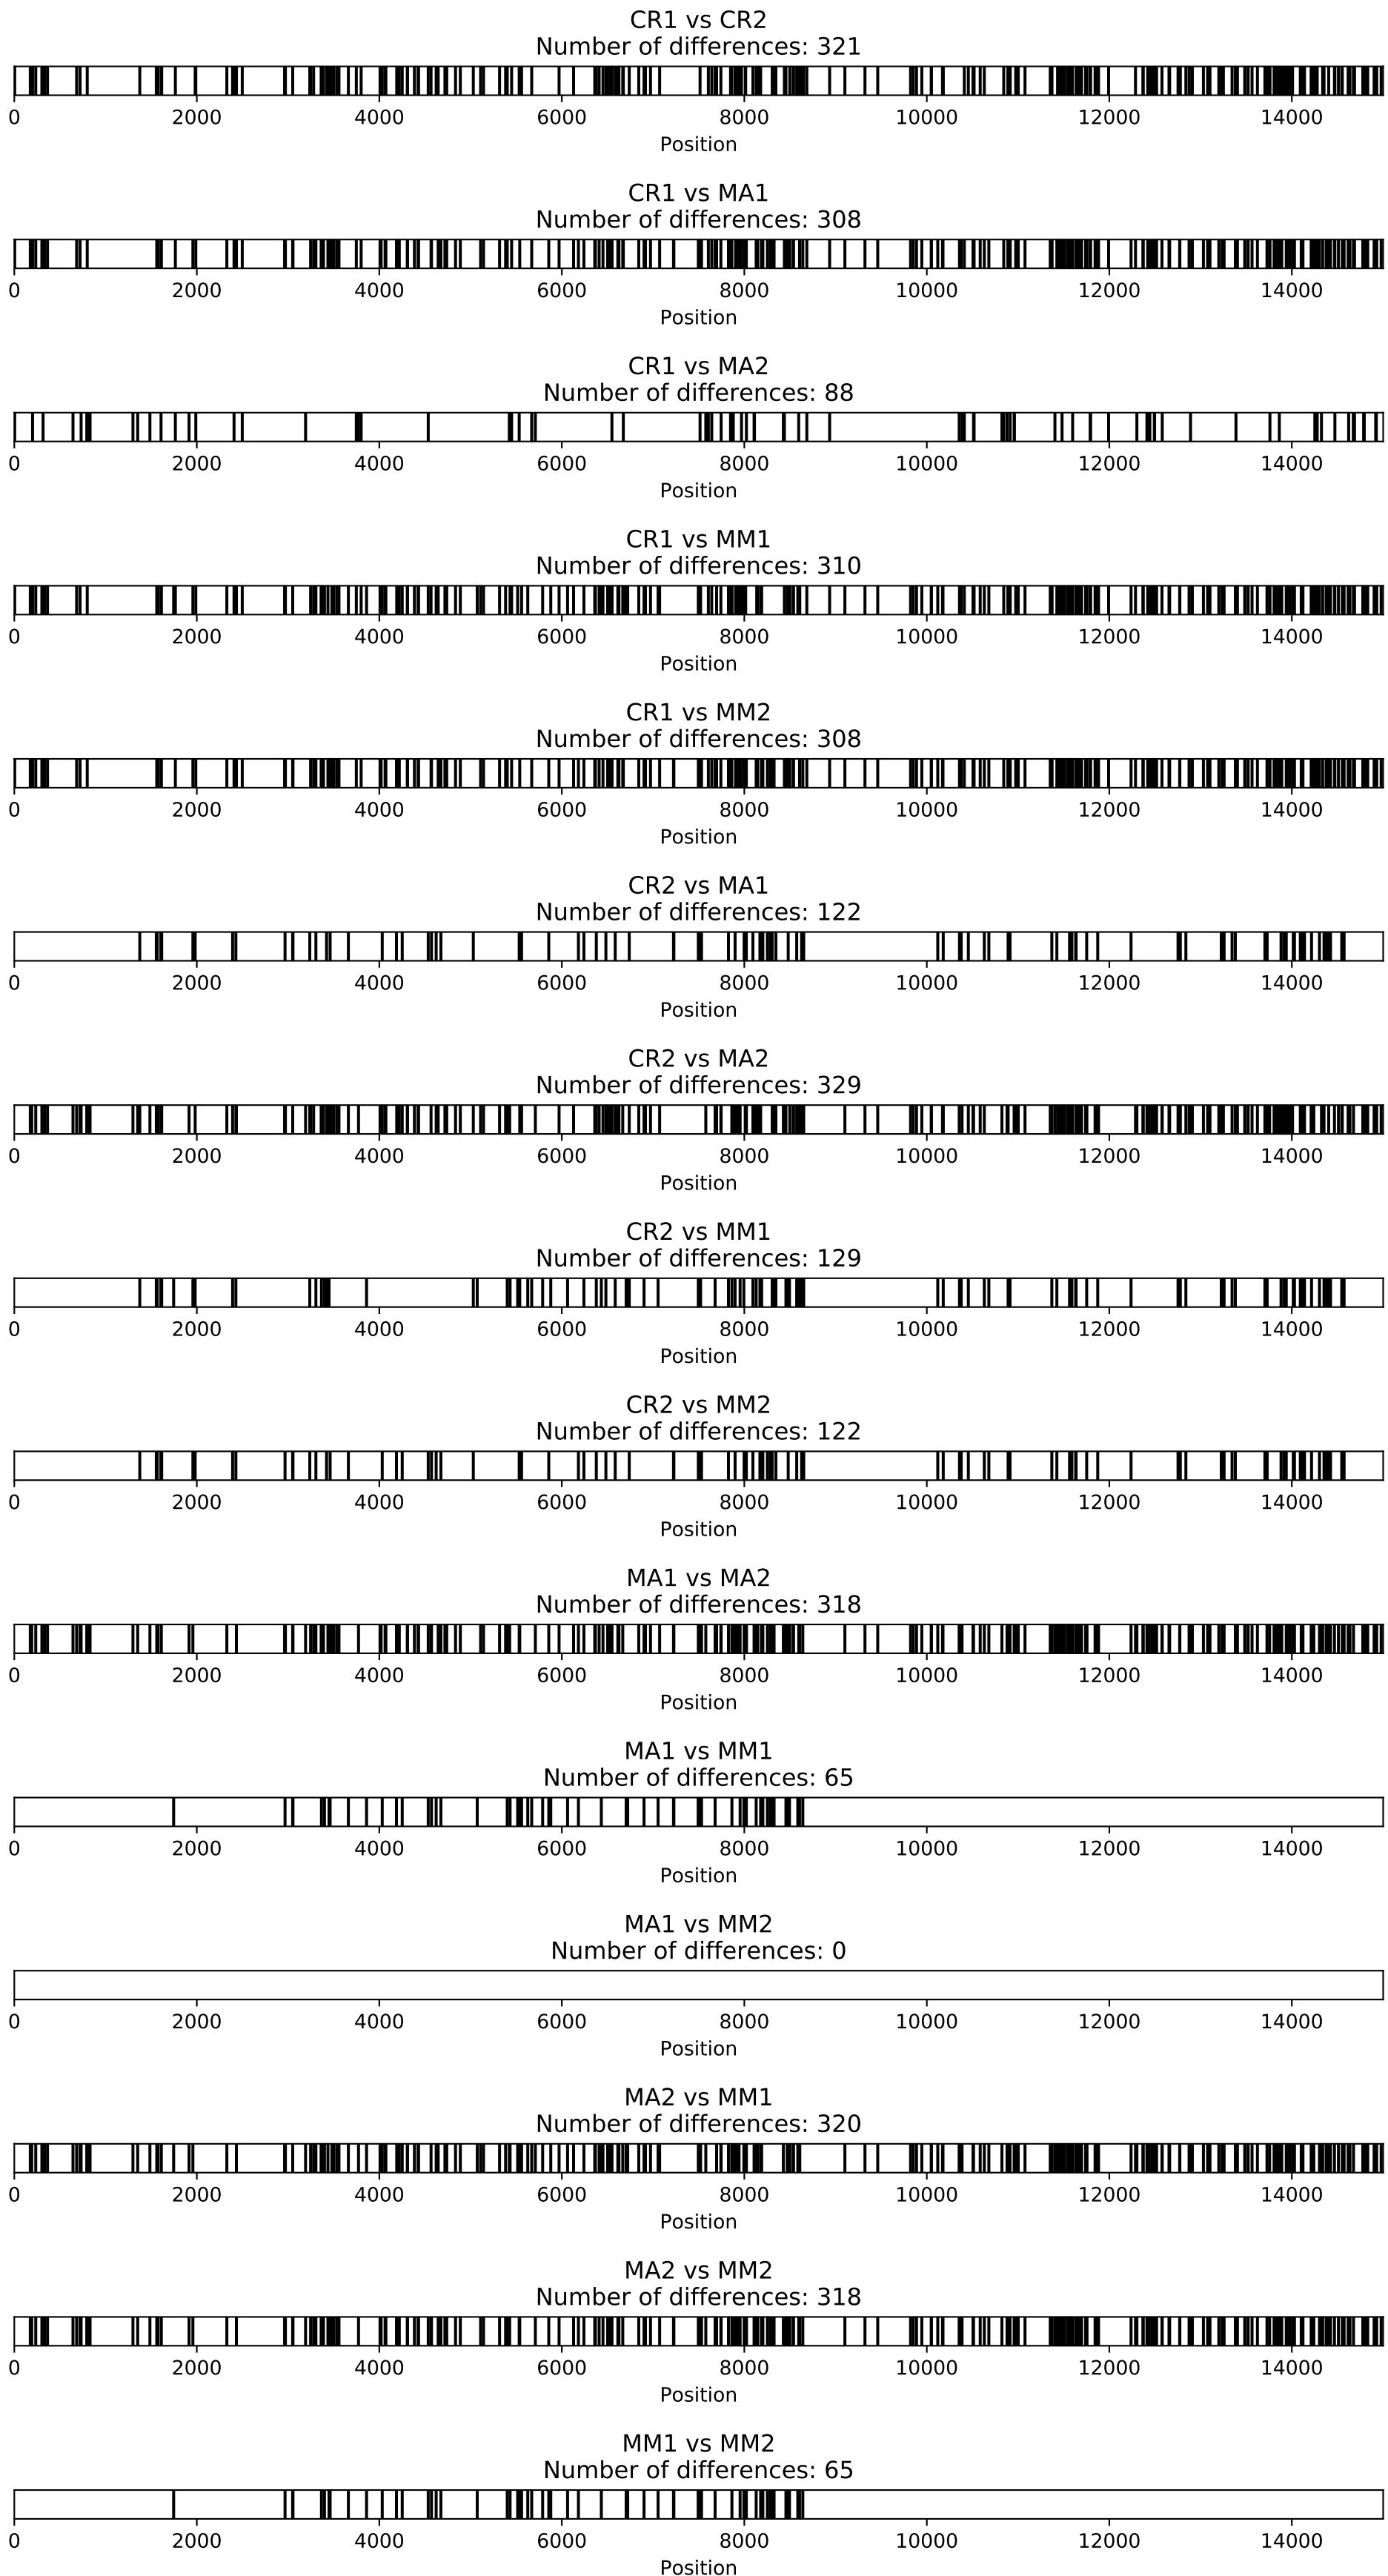 CR1 vs CR2
Number of differences: 321
0 2000 4000 6000 8000 10000 12000 14000
Position
CR1 vs MA1
Number of differences: 308
0 2000 4000 6000 8000 10000 12000 14000
Position
CR1 vs MA2
Number of differences: 88
0 2000 4000 6000 8000 10000 12000 14000
Position
CR1 vs MM1
Number of differences: 310
0 2000 4000 6000 8000 10000 12000 14000
Position
CR1 vs MM2
Number of differences: 308
0 2000 4000 6000 8000 10000 12000 14000
Position
CR2 vs MA1
Number of differences: 122
0 2000 4000 6000 8000 10000 12000 14000
Position
CR2 vs MA2
Number of differences: 329
0 2000 4000 6000 8000 10000 12000 14000
Position
CR2 vs MM1
Number of differences: 129
0 2000 4000 6000 8000 10000 12000 14000
Position
CR2 vs MM2
Number of differences: 122
0 2000 4000 6000 8000 10000 12000 14000
Position
MA1 vs MA2
Number of differences: 318
0 2000 4000 6000 8000 10000 12000 14000
Position
MA1 vs MM1
Number of differences: 65
0 2000 4000 6000 8000 10000 12000 14000
Position
MA1 vs MM2
Number of differences: 0
0 2000 4000 6000 8000 10000 12000 14000
Position
MA2 vs MM1
Number of differences: 320
0 2000 4000 6000 8000 10000 12000 14000
Position
MA2 vs MM2
Number of differences: 318
0 2000 4000 6000 8000 10000 12000 14000
Position
MM1 vs MM2
Number of differences: 65
0 2000 4000 6000 8000 10000 12000 14000
Position